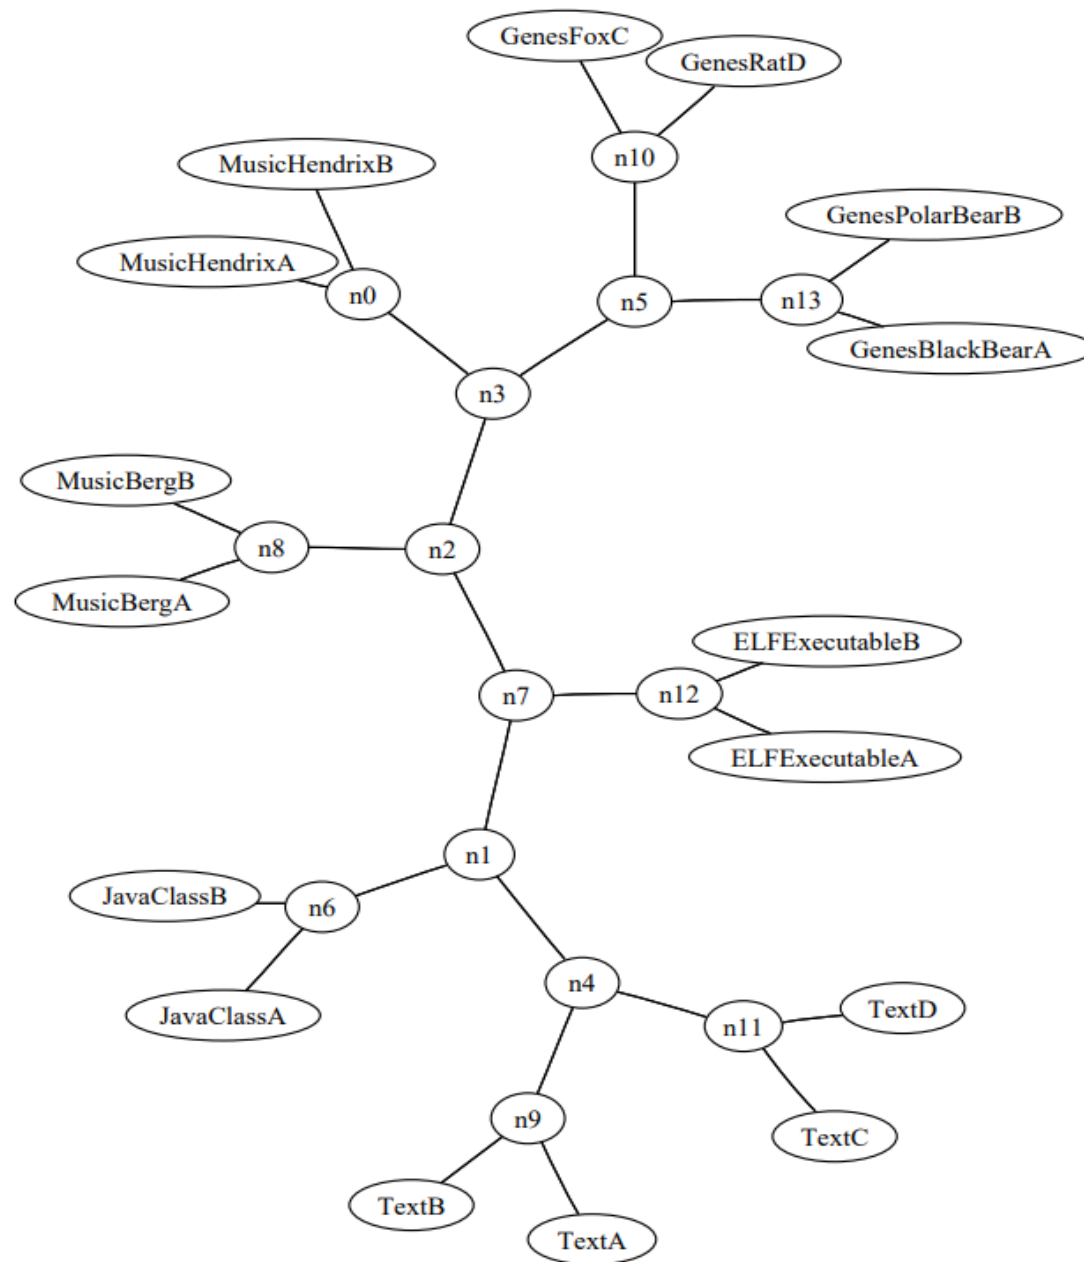 GenesFoxC
GenesRatD
n10
MusicHendrixB
GenesPolarBearB
MusicHendrixA
n0
n5
n13
GenesBlackBearA
n3
MusicBergB
n8
n2
MusicBergA
ELFExecutableB
n7
n12
ELFExecutableA
n1
JavaClassB
n6
n4
JavaClassA
n11
TextD
n9
TextC
TextB
TextA